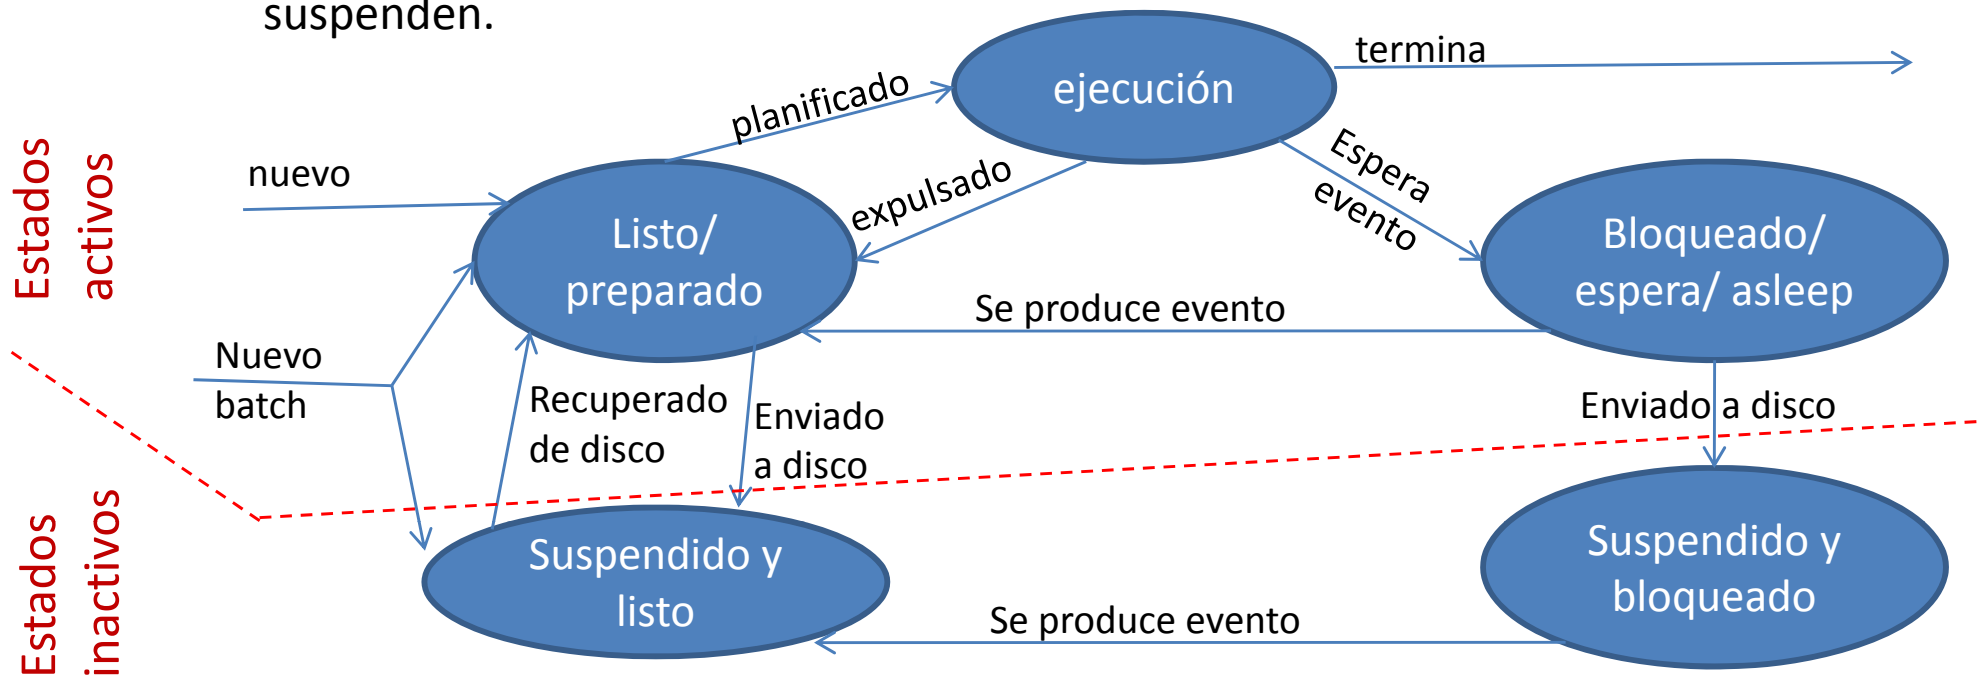 suspenden.
termina
ejecución
planificado
Espera
evento
expulsado
nuevo
Estados
activos
Listo/
preparado
Bloqueado/
espera/ asleep
Se produce evento
Nuevo
batch
Recuperado
de disco
Enviado
a disco
Enviado a disco
Estados
inactivos
Suspendido y
listo
Suspendido y
bloqueado
Se produce evento